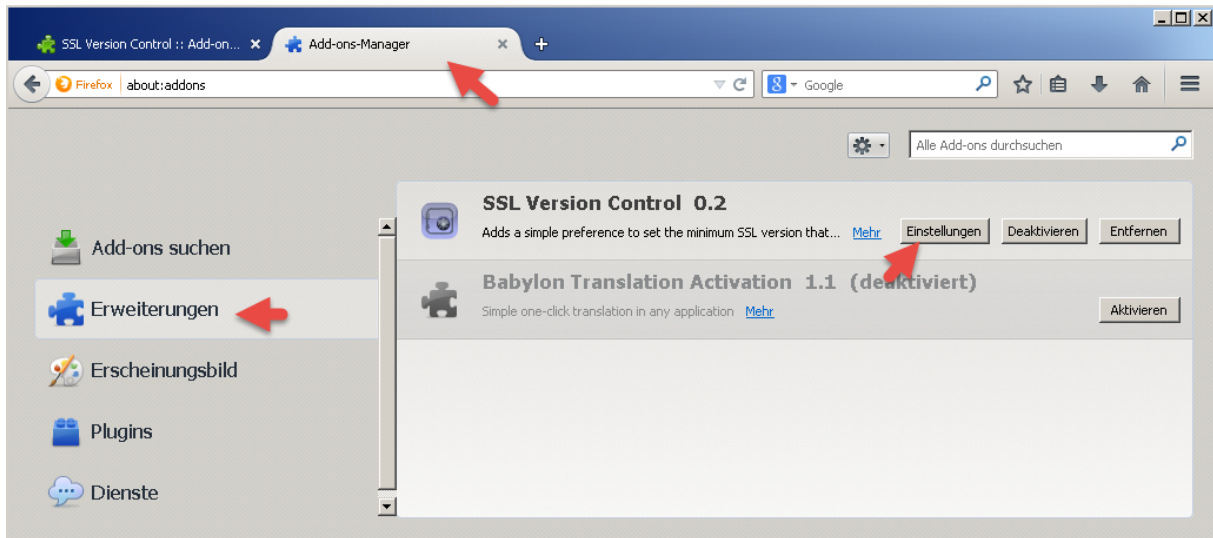 SSL Version Control :: Add-on...
Add-ons-Manager
Firefox about:addons
Google
Alle Add-ons durchsuchen
Add-ons suchen
Erweiterungen
Erscheinungsbild
Plugins
Dienste
SSL Version Control 0.2
Adds a simple preference to set the minimum SSL version that... Mehr
Einstellungen
Deaktivieren
Entfernen
Babylon Translation Activation 1.1 (deaktiviert)
Simple one-click translation in any application Mehr
Aktivieren